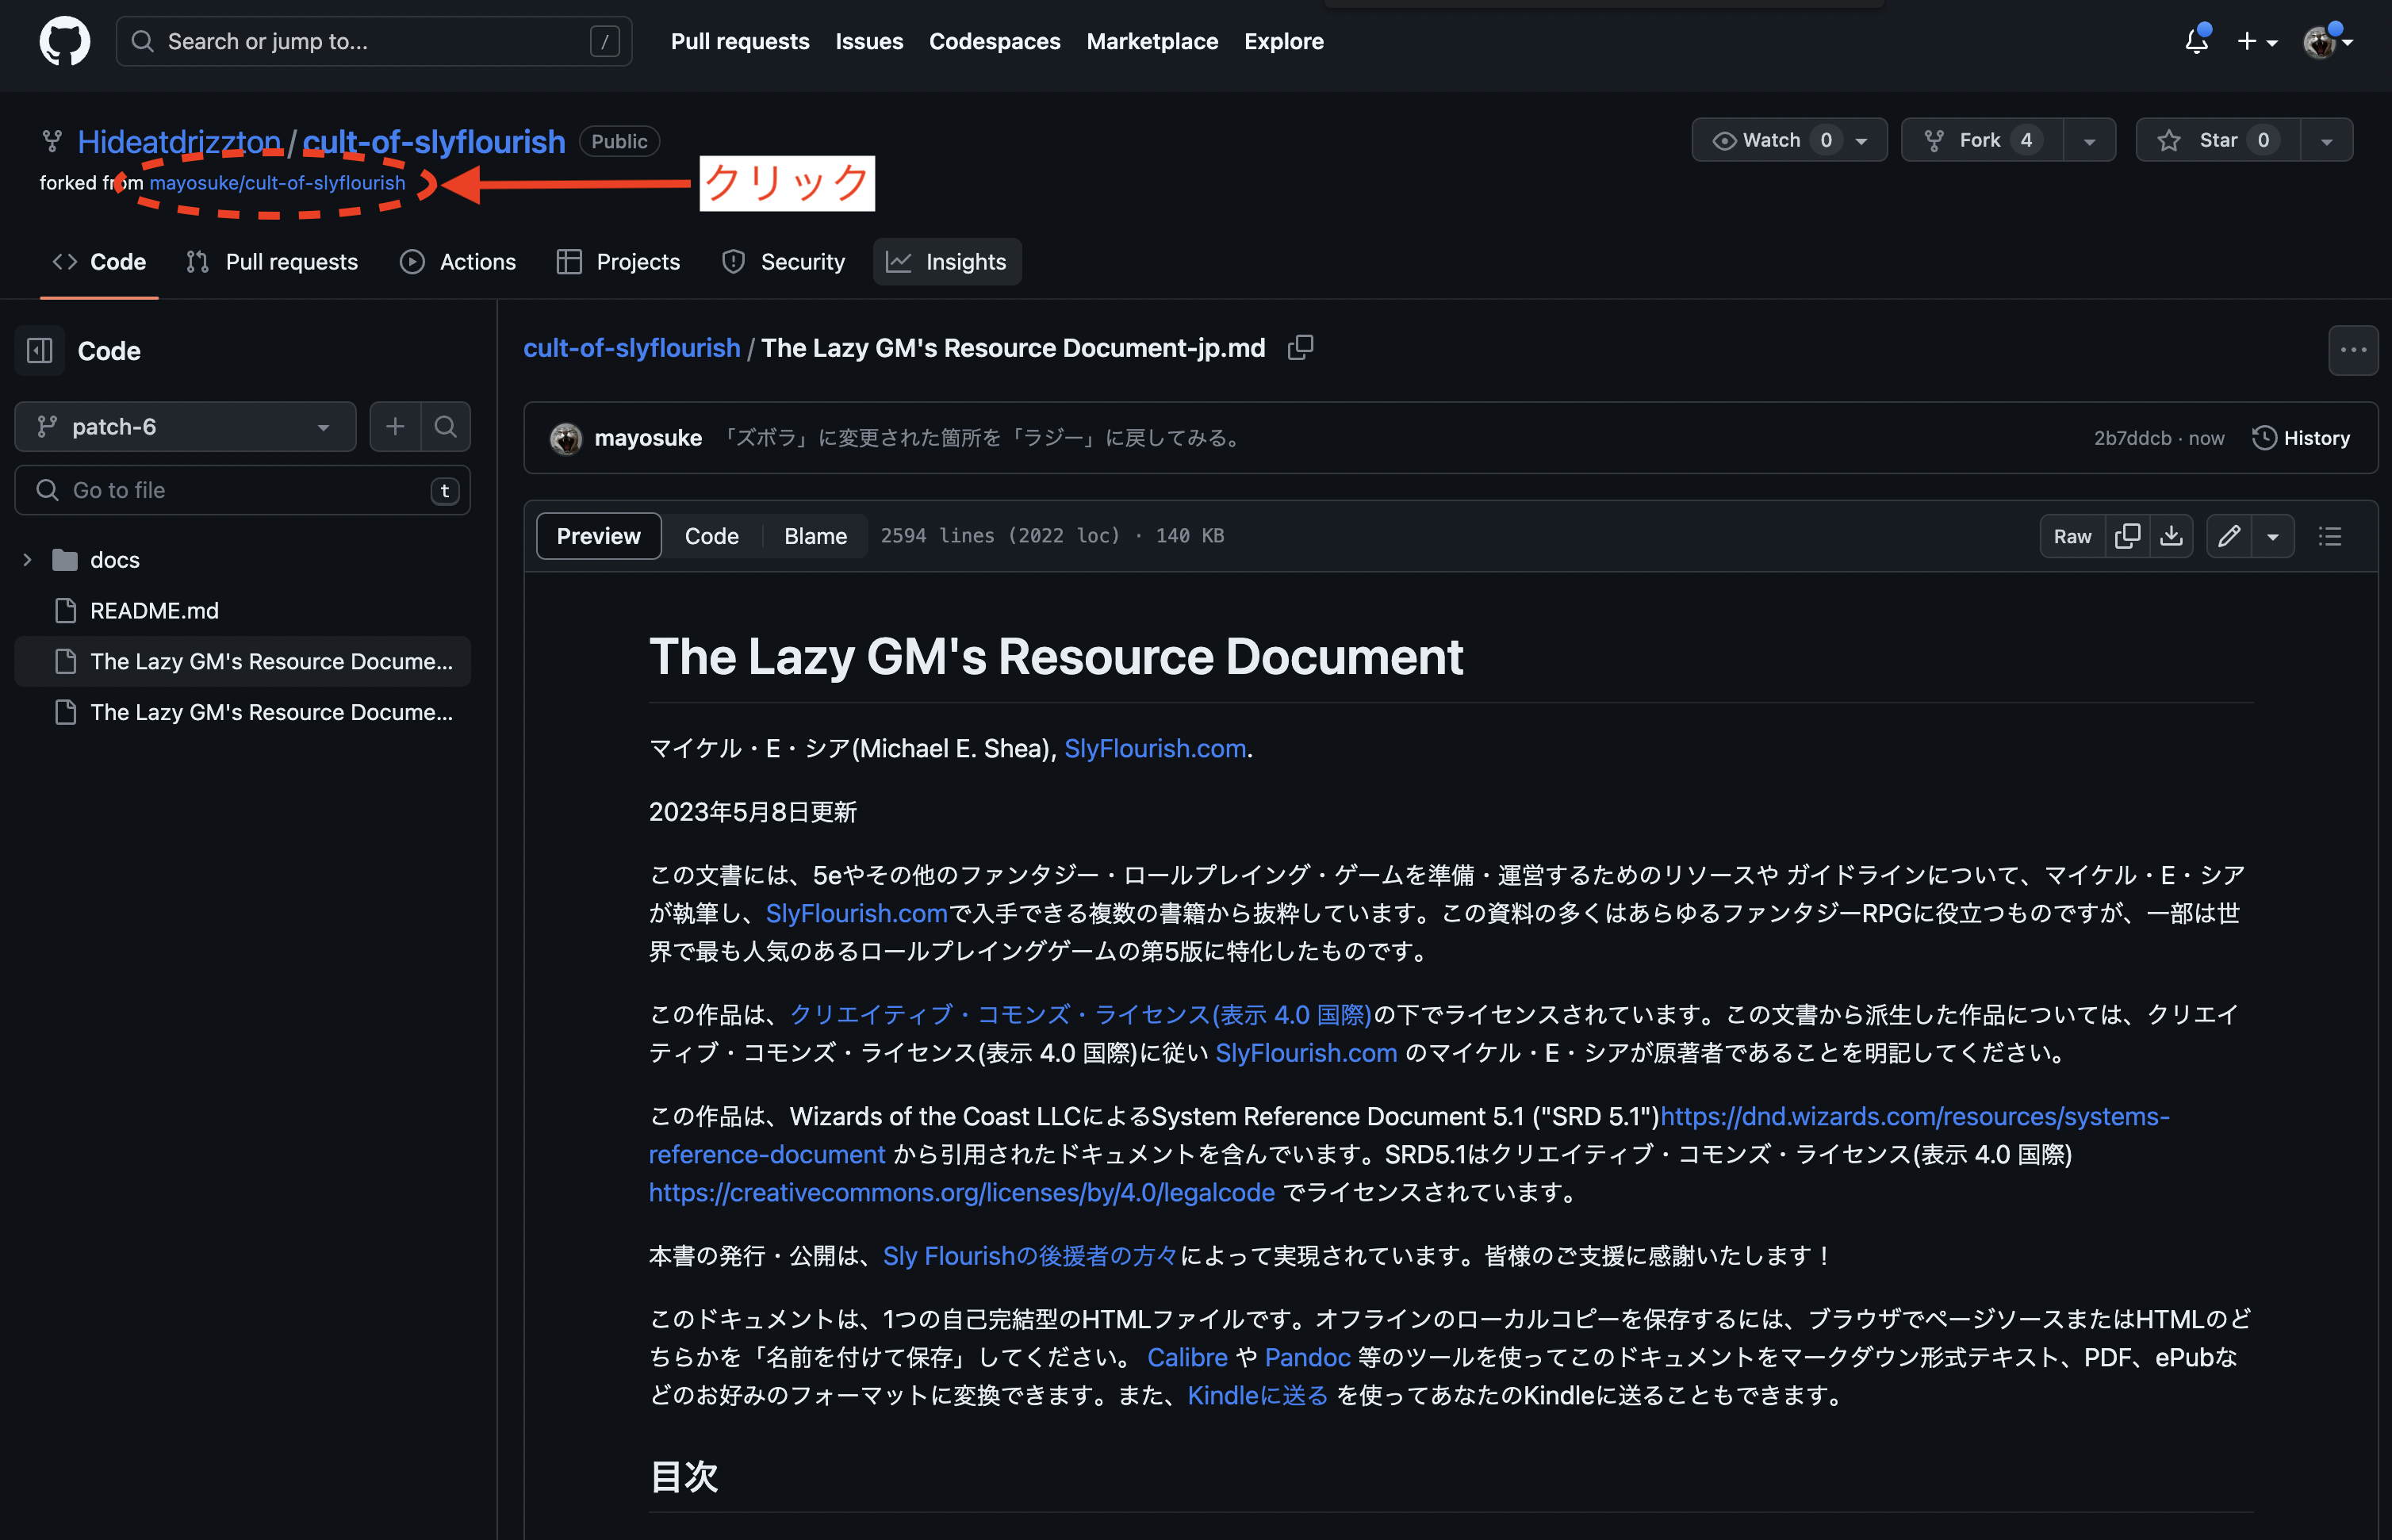 Search or jump to... /
Pull requests Issues Codespaces Marketplace Explore
Hideatdrizzton / cult-of-slyflourish Public
Watch 0 Fork 4 Star 0
forked from mayosuke/cult-of-slyflourish
クリック
Code Pull requests Actions Projects Security Insights
Code
patch-6
Go to file t
docs
README.md
The Lazy GM's Resource Docume...
The Lazy GM's Resource Docume...
cult-of-slyflourish / The Lazy GM's Resource Document-jp.md
mayosuke 「ズボラ」に変更された箇所を「ラジー」に戻してみる。 2b7ddcb · now History
Preview Code Blame 2594 lines (2022 loc) · 140 KB Raw
The Lazy GM's Resource Document
マイケル・E・シア(Michael E. Shea), SlyFlourish.com.
2023年5月8日更新
この文書には、5eやその他のファンタジー・ロールプレイング・ゲームを準備・運営するためのリソースや ガイドラインについて、マイケル・E・シア
が執筆し、SlyFlourish.comで入手できる複数の書籍から抜粋しています。この資料の多くはあらゆるファンタジーRPGに役立つものですが、一部は世
界で最も人気のあるロールプレイングゲームの第5版に特化したものです。
この作品は、クリエイティブ・コモンズ・ライセンス(表示 4.0 国際)の下でライセンスされています。この文書から派生した作品については、クリエイ
ティブ・コモンズ・ライセンス(表示 4.0 国際)に従い SlyFlourish.com のマイケル・E・シアが原著者であることを明記してください。
この作品は、Wizards of the Coast LLCによるSystem Reference Document 5.1 ("SRD 5.1")https://dnd.wizards.com/resources/systems-
reference-document から引用されたドキュメントを含んでいます。SRD5.1はクリエイティブ・コモンズ・ライセンス(表示 4.0 国際)
https://creativecommons.org/licenses/by/4.0/legalcode でライセンスされています。
本書の発行・公開は、Sly Flourishの後援者の方々によって実現されています。皆様のご支援に感謝いたします！
このドキュメントは、1つの自己完結型のHTMLファイルです。オフラインのローカルコピーを保存するには、ブラウザでページソースまたはHTMLのど
ちらかを「名前を付けて保存」してください。 Calibre や Pandoc 等のツールを使ってこのドキュメントをマークダウン形式テキスト、PDF、ePubな
どのお好みのフォーマットに変換できます。また、Kindleに送る を使ってあなたのKindleに送ることもできます。
目次